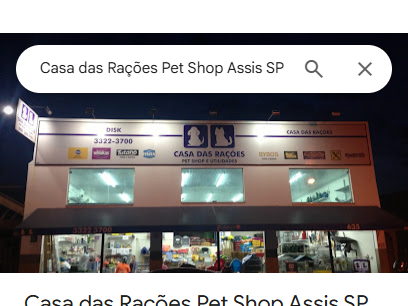 Casa das Rações Pet Shop Assis SP
DISK
3322-3700
CASA DAS RAÇÕES
CASA DAS RAÇÕES
PET SHOP E UTILIDADES
3322 3700
Casa das Rações Pet Shop Assis SP